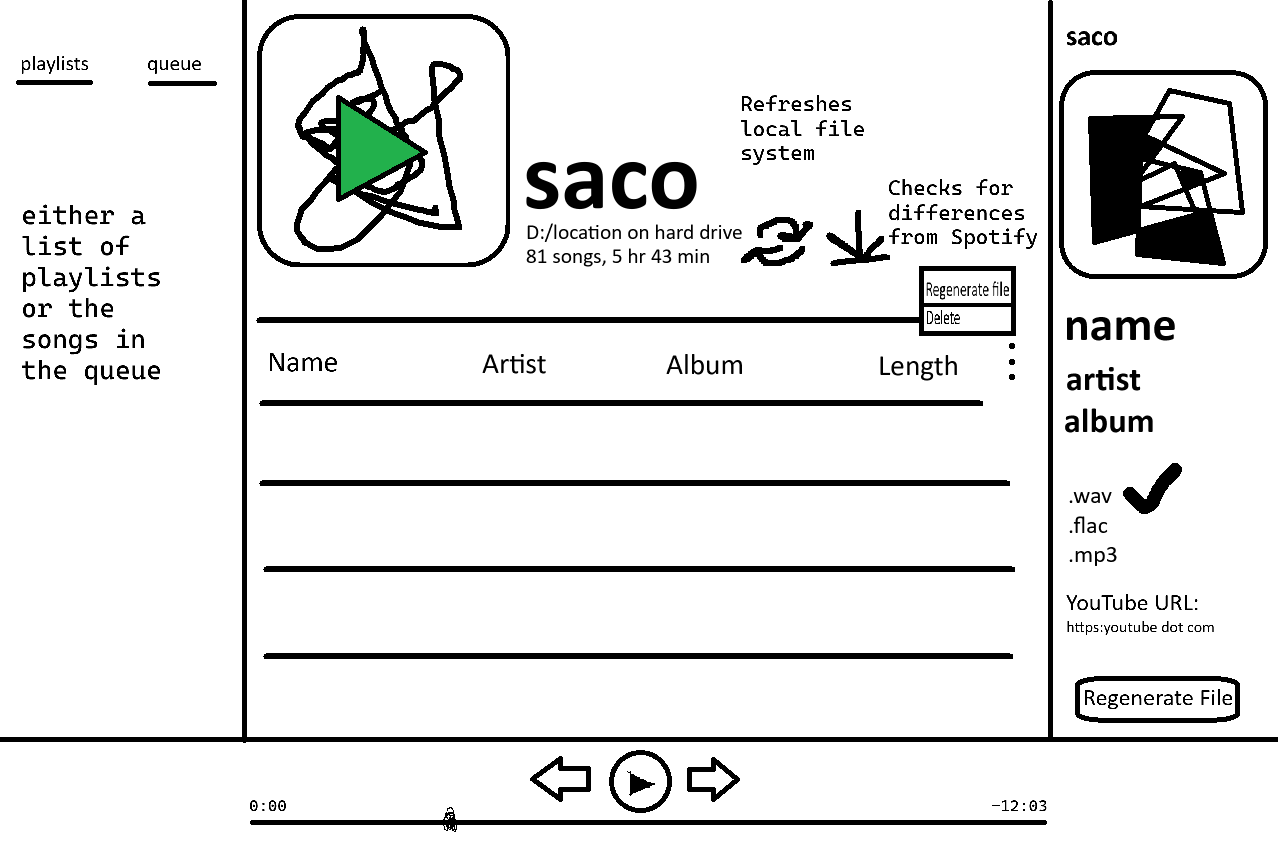 playlists
queue
either a
list of
playlists
or the
songs in
the queue
saco
D:/location on hard drive
81 songs, 5 hr 43 min
Refreshes
local file
system
Checks for
differences
from Spotify
Regenerate file
Delete
Name Artist Album Length
saco
name
artist
album
.wav
.flac
.mp3
YouTube URL:
https:youtube dot com
Regenerate File
0:00
−12:03